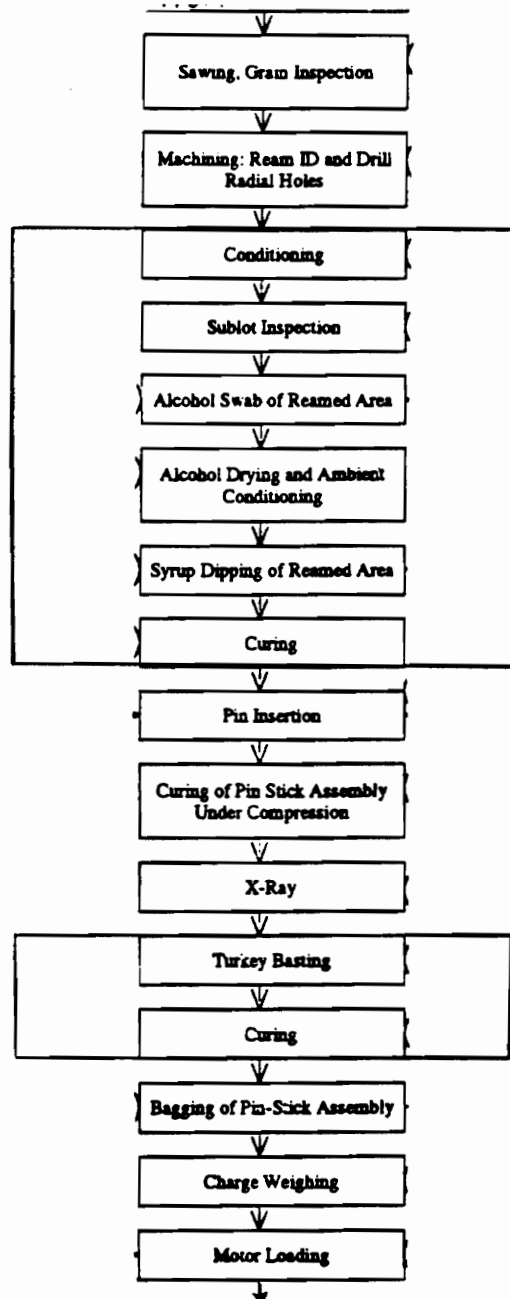 Sawing, Grain Inspection
Machining: Ream ID and Drill
Radial Holes
Conditioning
Sublot Inspection
Alcohol Swab of Reamed Area
Alcohol Drying and Ambient
Conditioning
Syrup Dipping of Reamed Area
Curing
Pin Insertion
Curing of Pin Stick Assembly
Under Compression
X-Ray
Turkey Basting
Curing
Bagging of Pin-Stick Assembly
Charge Weighing
Motor Loading